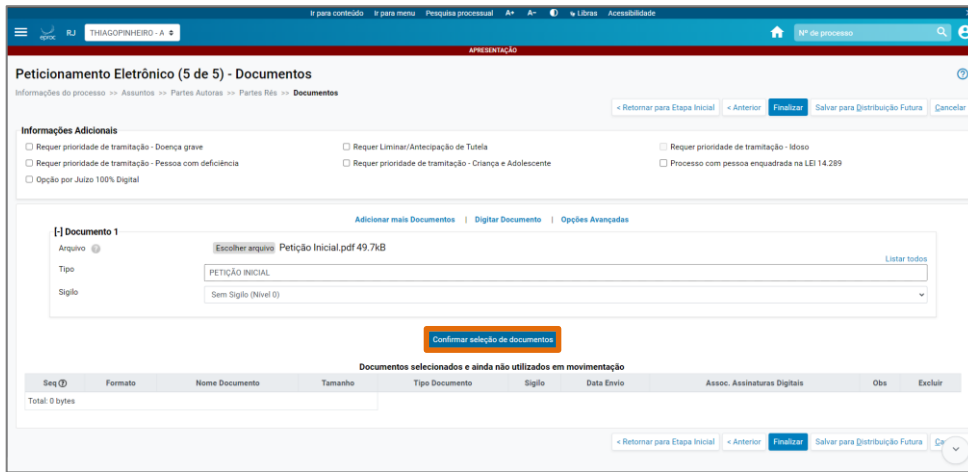 Ir para conteúdo Ir para menu Pesquisa processual A+ A- Libras Acessibilidade
eproc RJ THIAGOPINHEIRO - A Nº de processo
APRESENTAÇÃO
Peticionamento Eletrônico (5 de 5) - Documentos
Informações do processo >> Assuntos >> Partes Autoras >> Partes Rés >> Documentos
< Retornar para Etapa Inicial < Anterior Finalizar Salvar para Distribuição Futura Cancelar
Informações Adicionais
Requer prioridade de tramitação - Doença grave Requer Liminar/Antecipação de Tutela Requer prioridade de tramitação - Idoso
Requer prioridade de tramitação - Pessoa com deficiência Requer prioridade de tramitação - Criança e Adolescente Processo com pessoa enquadrada na LEI 14.289
Opção por Juízo 100% Digital
Adicionar mais Documentos | Digitar Documento | Opções Avançadas
[-] Documento 1
Arquivo ? Escolher arquivo Petição Inicial.pdf 49.7kB
Listar todos
Tipo PETIÇÃO INICIAL
Sigilo Sem Sigilo (Nível 0)
Confirmar seleção de documentos
Documentos selecionados e ainda não utilizados em movimentação
Seq ? Formato Nome Documento Tamanho Tipo Documento Sigilo Data Envio Assoc. Assinaturas Digitais Obs Excluir
Total: 0 bytes
< Retornar para Etapa Inicial < Anterior Finalizar Salvar para Distribuição Futura